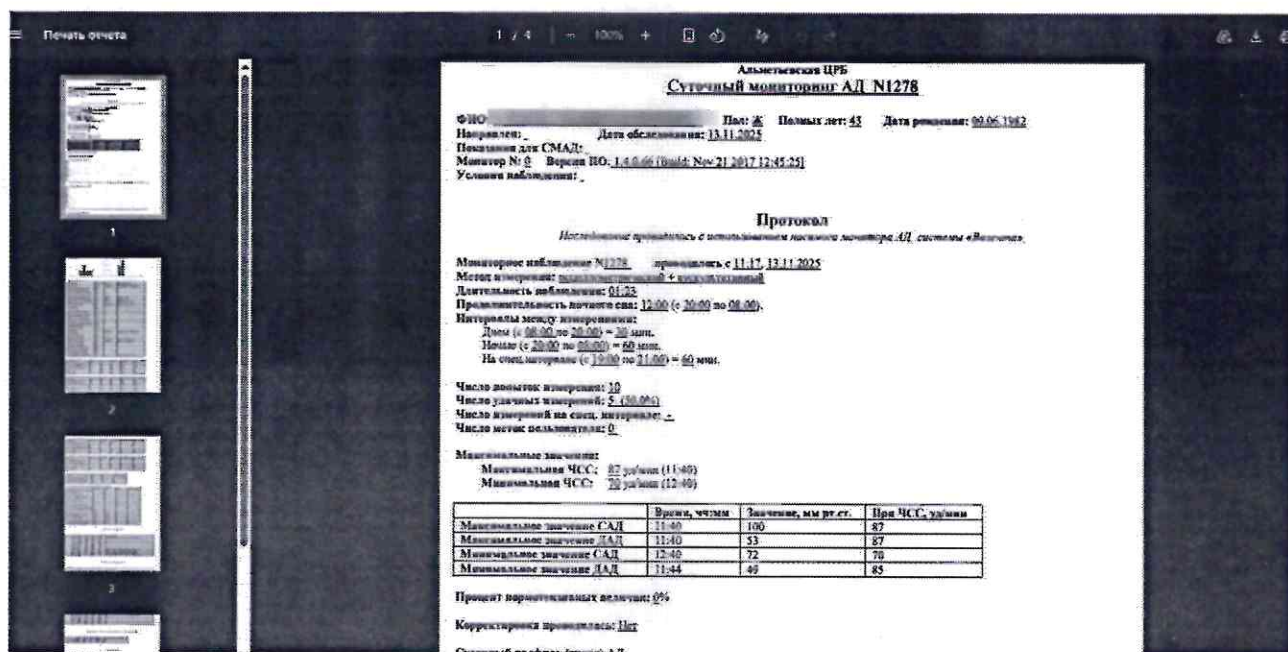 Печать отчета
1 / 4
100%
Альметьевская ЦРБ
Суточный мониторинг АД N1278
ФИО Пол: Ж Полных лет: 43 Дата рождения: 09.06.1982
Направлен: Дата обследования: 13.11.2025
Показания для СМАД:
Монитор N: 0 Версия ПО: 1.4.0.66 [Build: Nov 21 2017 12:45:25]
Условия наблюдения:
Протокол
Исследование проводилось с использованием носимого монитора АД системы
Мониторное наблюдение N1278 проводилось с 11:17, 13.11.2025
Метод измерения: осциллометрический + аускультативный
Длительность наблюдения: 01:23
Продолжительность ночного сна: 12:00 (с 20:00 по 08:00).
Интервалы между измерениями:
Днем (с 08:00 по 20:00) = 30 мин.
Ночью (с 20:00 по 08:00) = 60 мин.
На спец.интервале (с 19:00 по 21:00) = 60 мин.
Число попыток измерения: 10
Число удачных измерений: 5 (50.0%)
Число измерений на спец. интервале: -
Число меток пользователя: 0
Максимальные значения:
Максимальная ЧСС: 87 уд/мин (11:40)
Минимальная ЧСС: 70 уд/мин (12:40)
Время, чч:мм Значение, мм рт.ст. При ЧСС, уд/мин
Максимальное значение САД 11:40 100 87
Максимальное значение ДАД 11:40 53 87
Минимальное значение САД 12:40 72 70
Минимальное значение ДАД 11:44 49 85
Процент нормотензивных величин: 0%
Корректировка проводилась: Нет
1
2
3